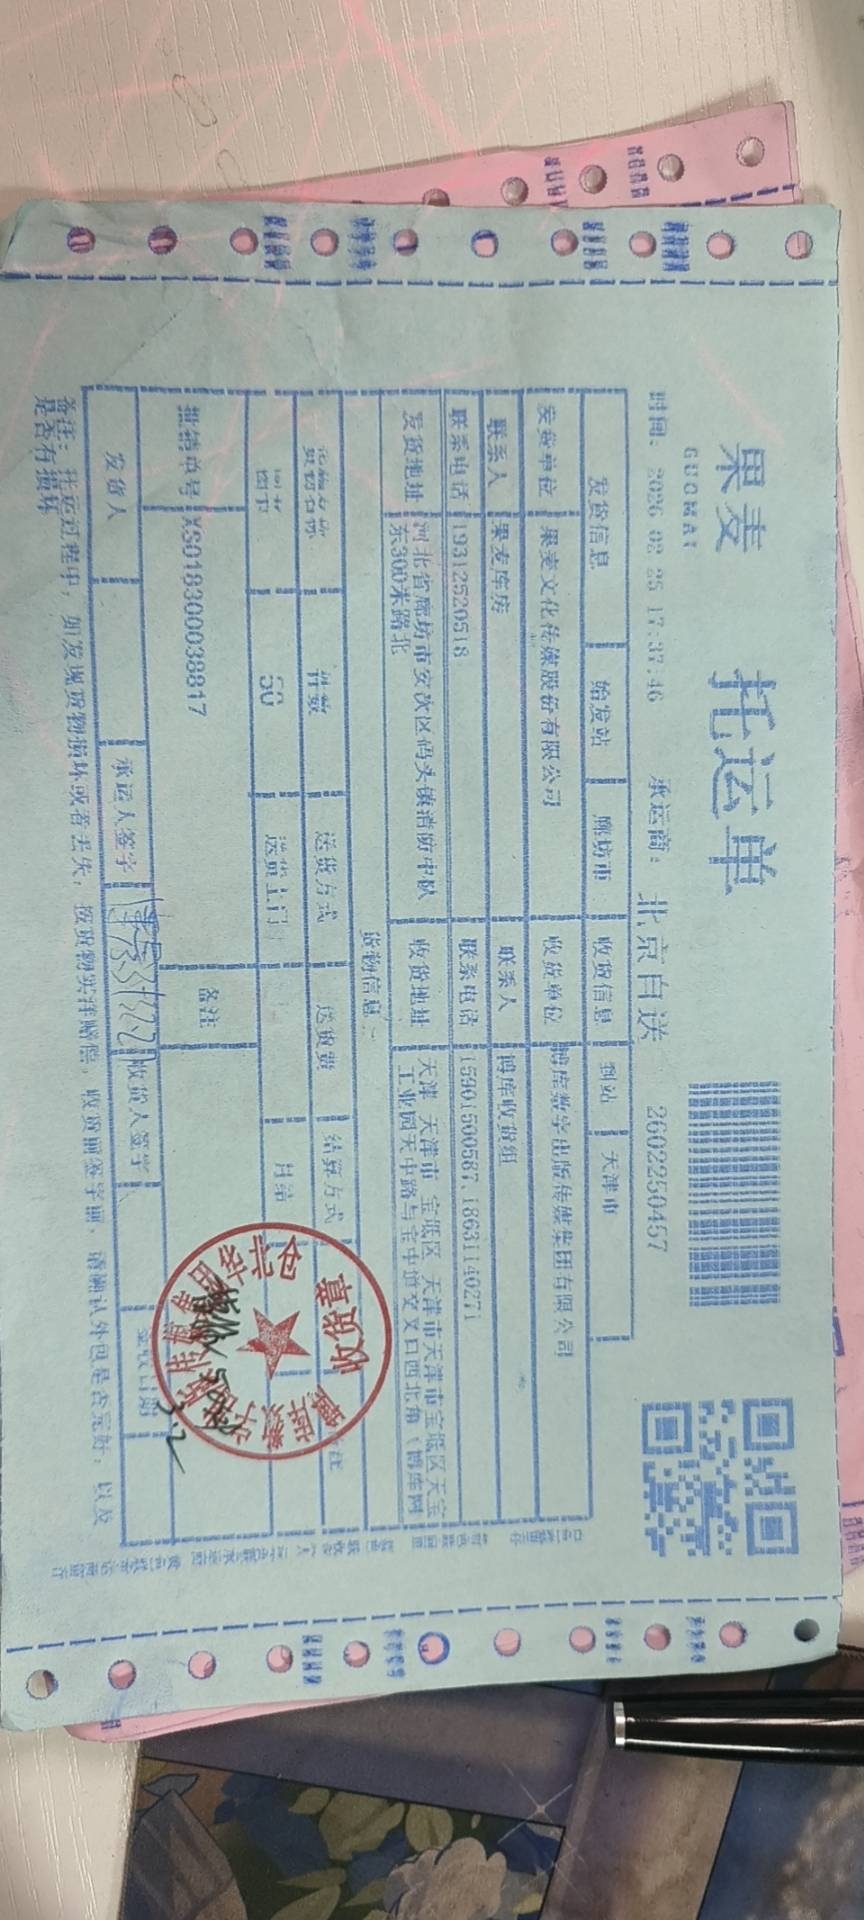 果麦
GUOMAI
托运单
时间：2026-02-25 17:37:46 承运商：北京自送 2602250457
发货信息 始发站 廊坊市 收货信息 到站 天津市
发货单位 果麦文化传媒股份有限公司 收货单位 博库数字出版传媒集团有限公司
联系人 果麦库房 联系人 博库收货组
联系电话 19312520518 联系电话 15901500587,18631140271
发货地址 河北省廊坊市安次区码头镇消防中队东300米路北 收货地址 天津 天津市 宝坻区 天津市天津市宝坻区天宝工业园天中路与宝中道交叉口西北角（博库网
货物信息
货物名称 件数 送货方式 送货费 结算方式 备注
图书 50 送货上门 月结
批销单号 XS018300038817 备注
发货人 承运人签字 收货人签字 签收日期
3.2
收货章
备注：托运过程中，如发现货物损坏或者丢失，按货物实洋赔偿。收货前签字前，请确认外包是否完好，以及
是否有损坏